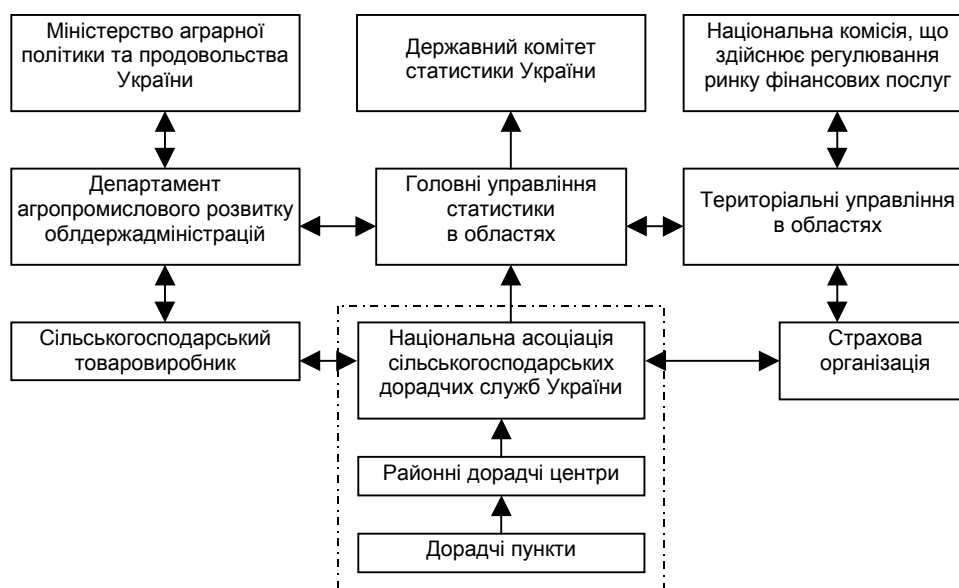 Міністерство аграрної
політики та продовольства
України
Державний комітет
статистики України
Національна комісія, що
здійснює регулювання
ринку фінансових послуг
Департамент
агропромислового розвитку
облдержадміністрацій
Головні управління
статистики
в областях
Територіальні управління
в областях
Сільськогосподарський
товаровиробник
Національна асоціація
сільськогосподарських
дорадчих служб України
Страхова
організація
Районні дорадчі центри
Дорадчі пункти